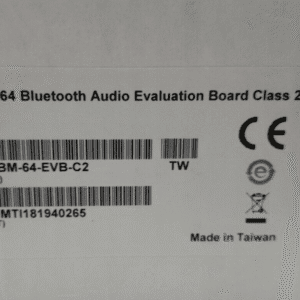 64 Bluetooth Audio Evaluation Board Class 2
BM-64-EVB-C2
TW
MTI181940265
CE
e
Made in Taiwan